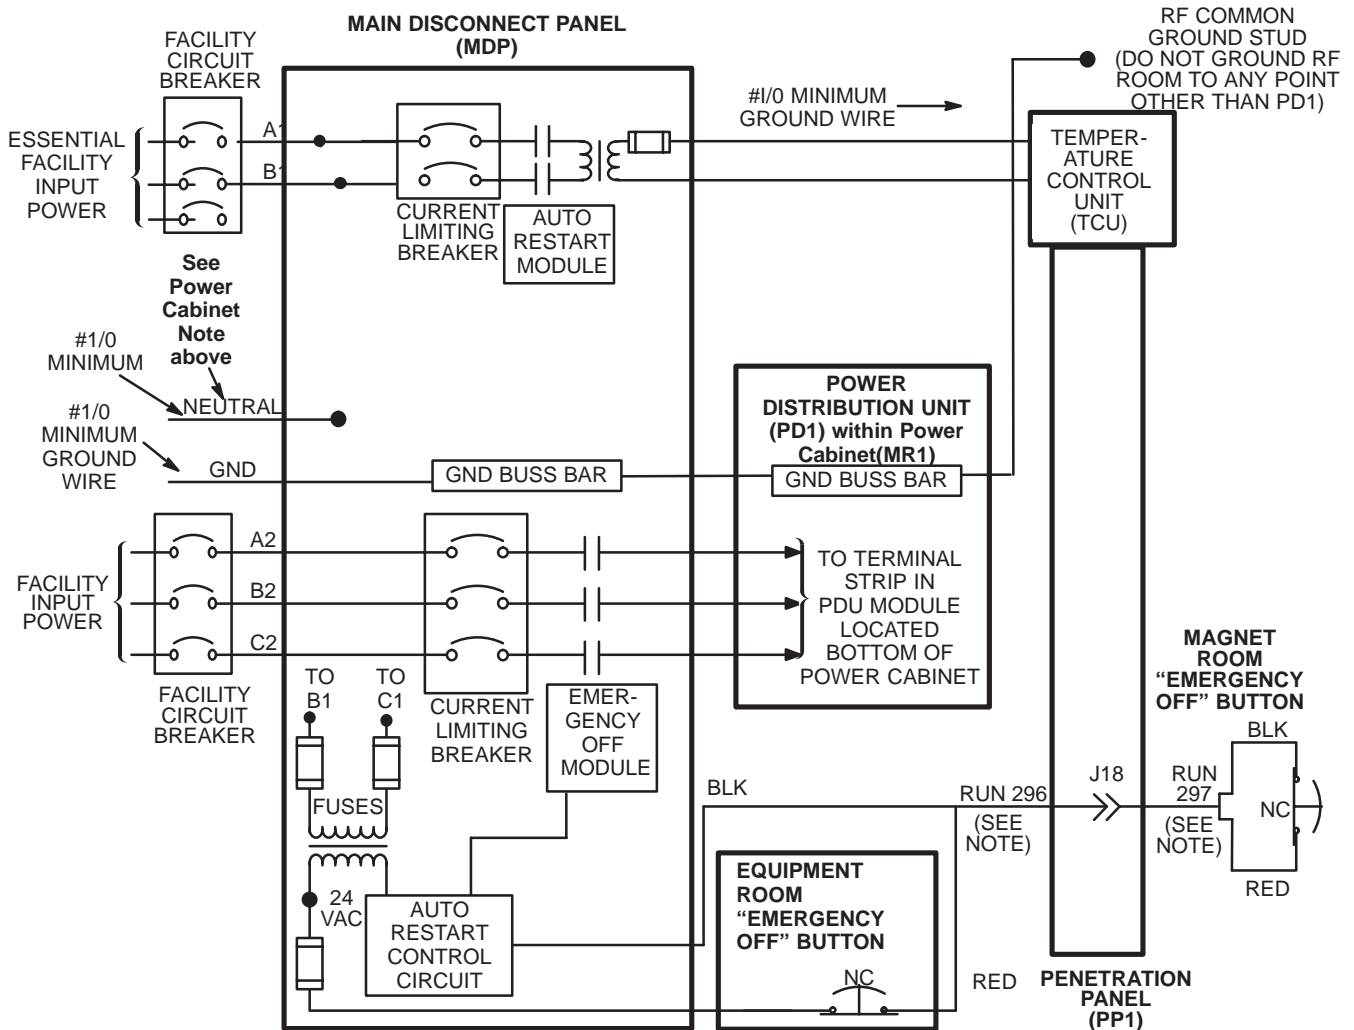 MAIN DISCONNECT PANEL
(MDP)
FACILITY
CIRCUIT
BREAKER
RF COMMON
GROUND STUD
(DO NOT GROUND RF
ROOM TO ANY POINT
OTHER THAN PD1)
#I/0 MINIMUM
GROUND WIRE
ESSENTIAL
FACILITY
INPUT
POWER
A1
B1
CURRENT
LIMITING
BREAKER
AUTO
RESTART
MODULE
TEMPER-
ATURE
CONTROL
UNIT
(TCU)
See
Power
Cabinet
Note
above
#1/0
MINIMUM
NEUTRAL
#1/0
MINIMUM
GROUND
WIRE
GND
GND BUSS BAR
POWER
DISTRIBUTION UNIT
(PD1) within Power
Cabinet(MR1)
GND BUSS BAR
FACILITY
INPUT
POWER
A2
B2
C2
TO TERMINAL
STRIP IN
PDU MODULE
LOCATED
BOTTOM OF
POWER CABINET
FACILITY
CIRCUIT
BREAKER
TO
B1
TO
C1
CURRENT
LIMITING
BREAKER
EMER-
GENCY
OFF
MODULE
MAGNET
ROOM
“EMERGENCY
OFF” BUTTON
BLK
FUSES
BLK
RUN 296
(SEE
NOTE)
J18
RUN
297
(SEE
NOTE)
NC
RED
24
VAC
AUTO
RESTART
CONTROL
CIRCUIT
EQUIPMENT
ROOM
“EMERGENCY
OFF” BUTTON
NC
RED
PENETRATION
PANEL
(PP1)